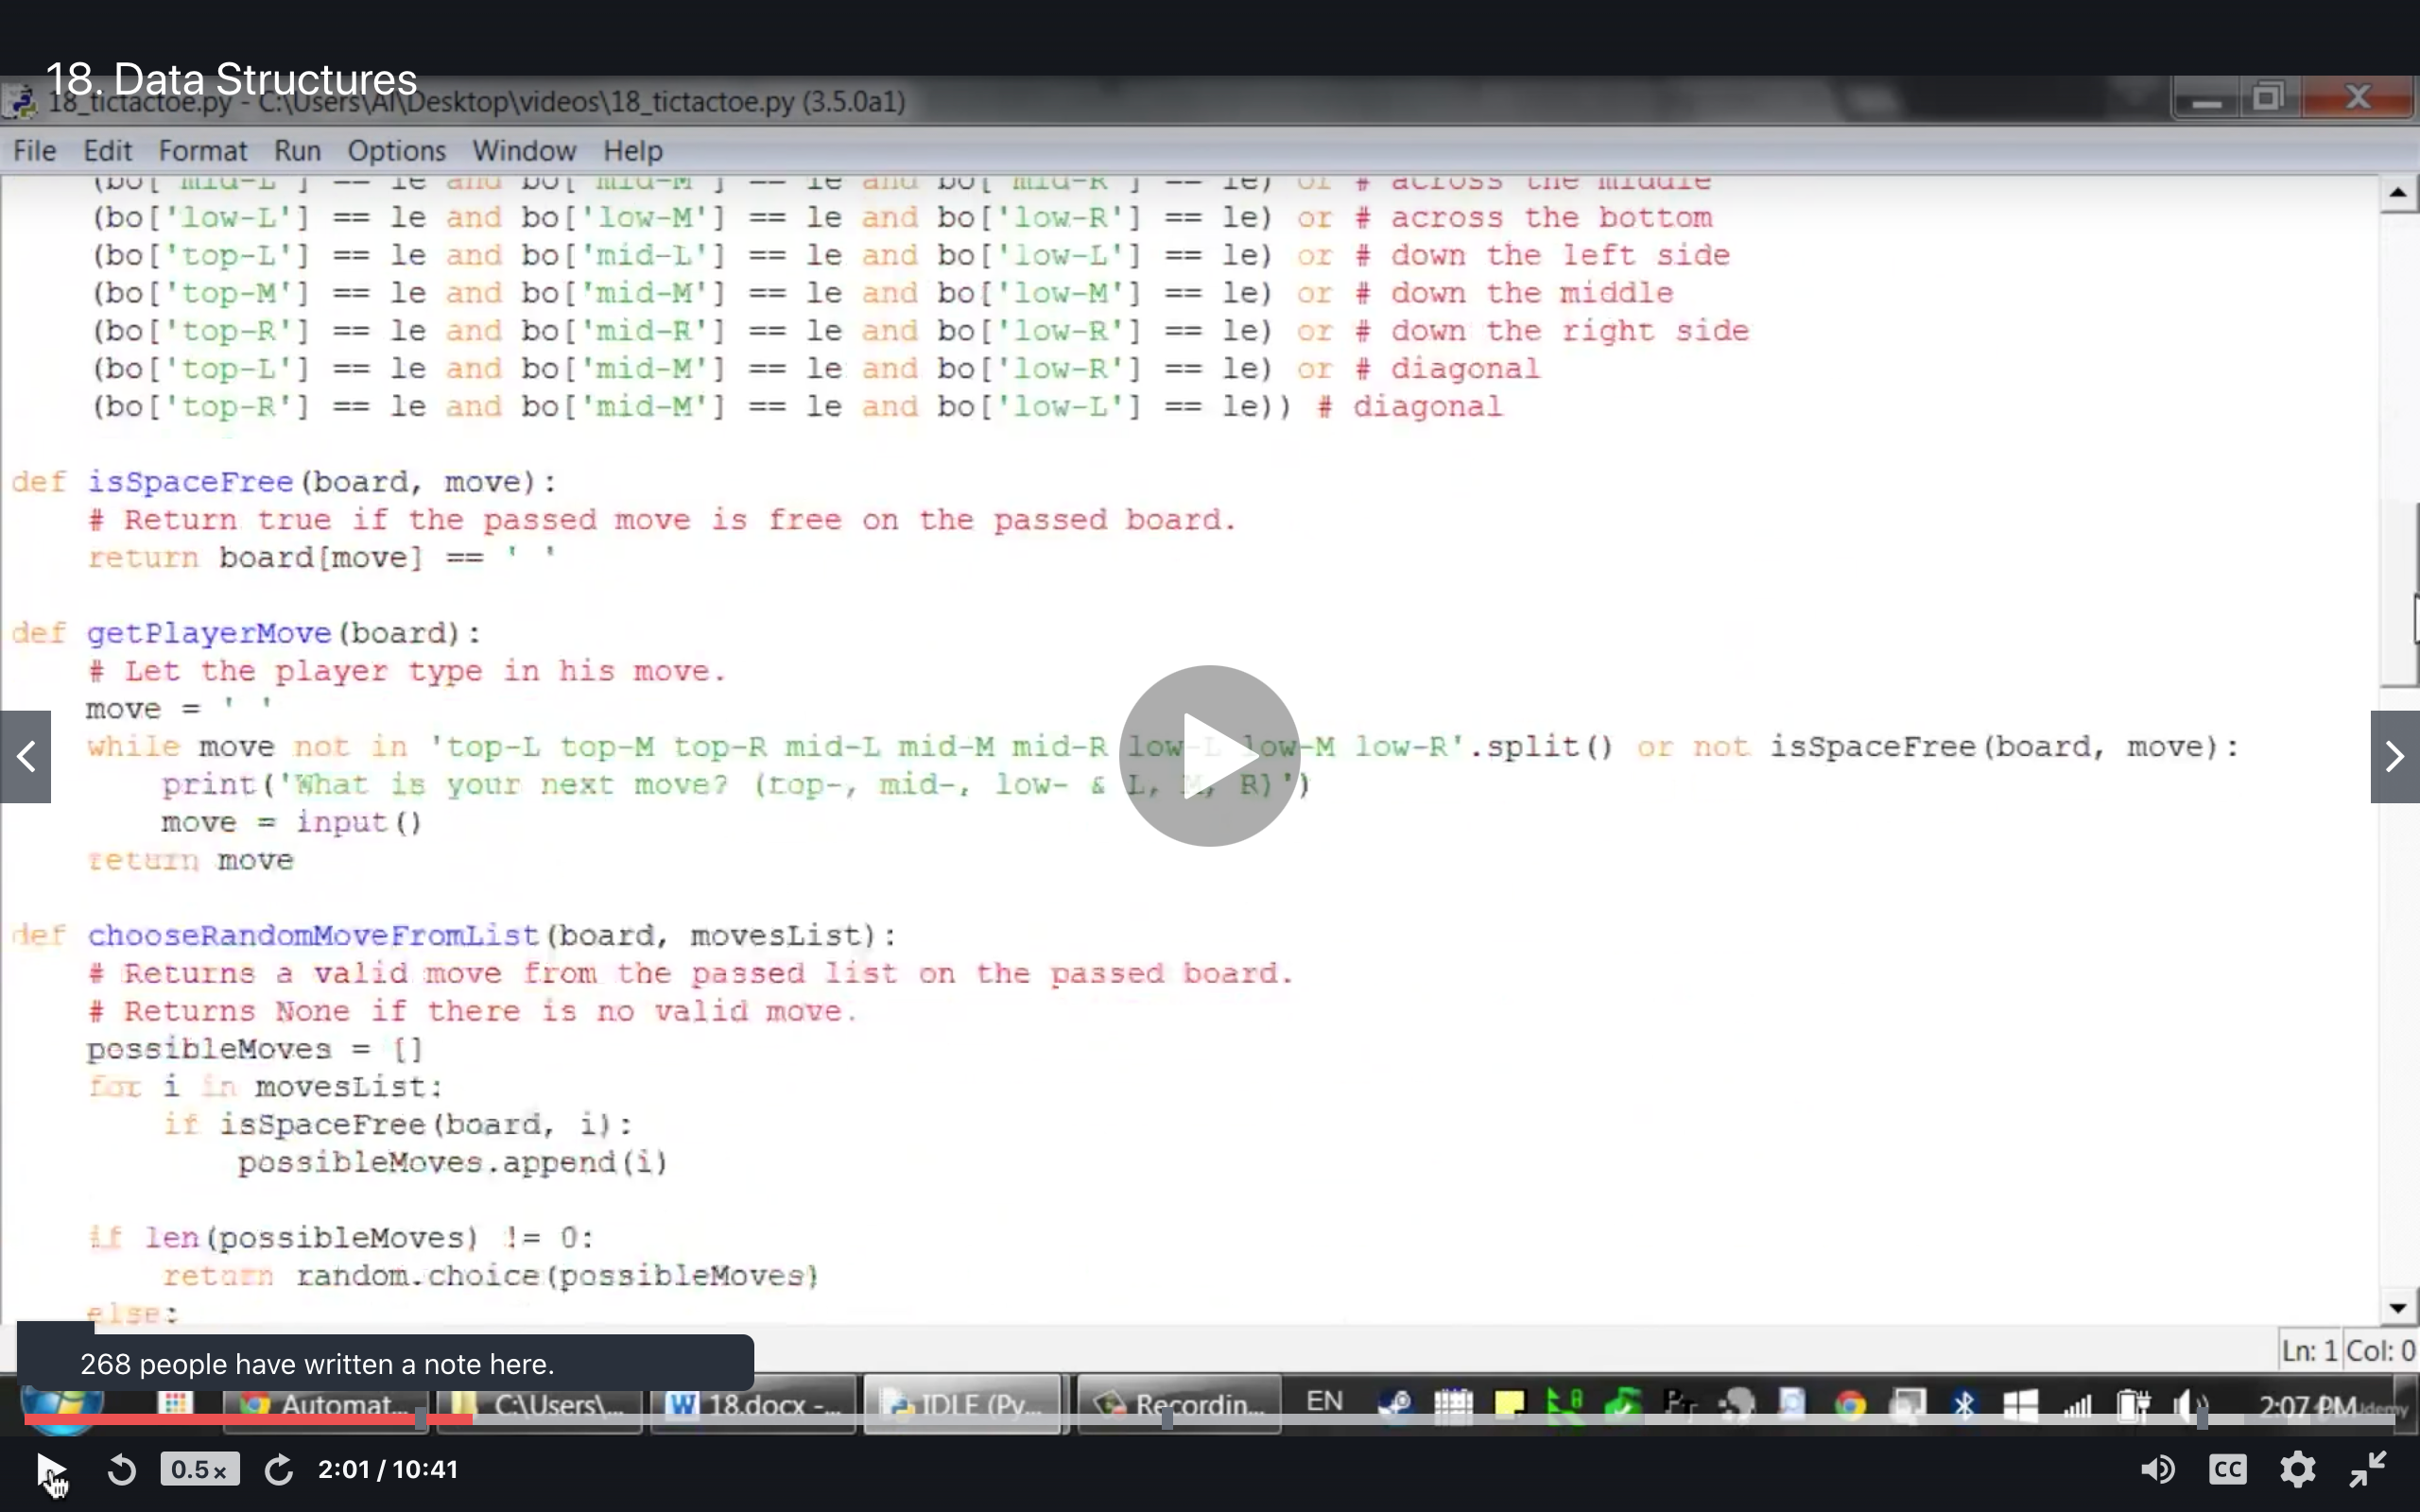 18. Data Structures
18_tictactoe.py - C:\Users\Al\Desktop\videos\18_tictactoe.py (3.5.0a1)
File Edit Format Run Options Window Help
(bo['mid-L'] == le and bo['mid-M'] == le and bo['mid-R'] == le) or # across the middle
(bo['low-L'] == le and bo['low-M'] == le and bo['low-R'] == le) or # across the bottom
(bo['top-L'] == le and bo['mid-L'] == le and bo['low-L'] == le) or # down the left side
(bo['top-M'] == le and bo['mid-M'] == le and bo['low-M'] == le) or # down the middle
(bo['top-R'] == le and bo['mid-R'] == le and bo['low-R'] == le) or # down the right side
(bo['top-L'] == le and bo['mid-M'] == le and bo['low-R'] == le) or # diagonal
(bo['top-R'] == le and bo['mid-M'] == le and bo['low-L'] == le)) # diagonal
def isSpaceFree(board, move):
# Return true if the passed move is free on the passed board.
return board[move] == ' '
def getPlayerMove(board):
# Let the player type in his move.
move = ' '
while move not in 'top-L top-M top-R mid-L mid-M mid-R low-L low-M low-R'.split() or not isSpaceFree(board, move):
print('What is your next move? (top-, mid-, low- & L, M, R)')
move = input()
return move
def chooseRandomMoveFromList(board, movesList):
# Returns a valid move from the passed list on the passed board.
# Returns None if there is no valid move.
possibleMoves = []
for i in movesList:
if isSpaceFree(board, i):
possibleMoves.append(i)
if len(possibleMoves) != 0:
return random.choice(possibleMoves)
else:
Ln: 1 Col: 0
268 people have written a note here.
Automat... C:\Users\... 18.docx -... IDLE (Py... Recordin... EN 2:07 PM
Udemy
0.5x 2:01 / 10:41 CC